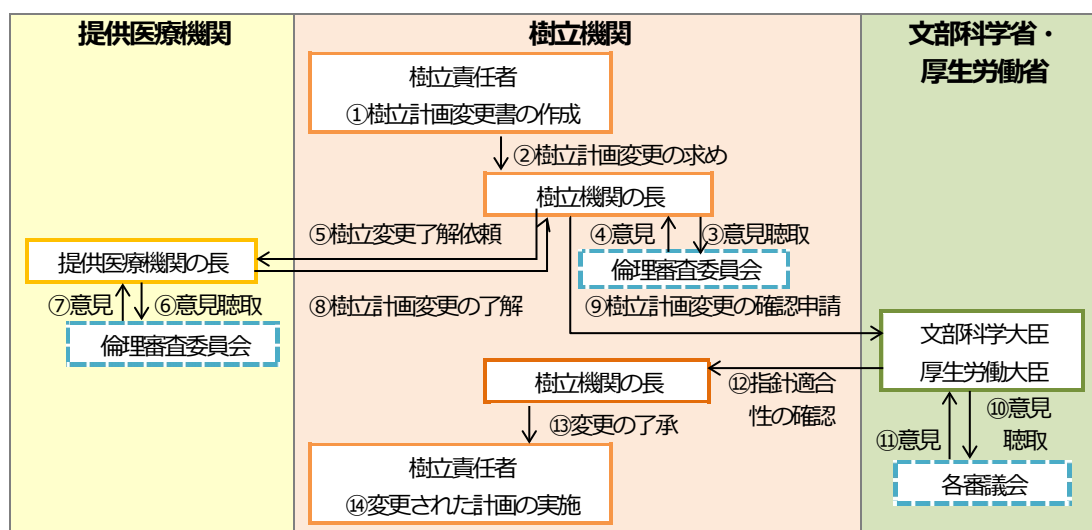 提供医療機関
樹立機関
文部科学省・
厚生労働省
樹立責任者
①樹立計画変更書の作成
②樹立計画変更の求め
樹立機関の長
⑤樹立変更了解依頼
④意見
③意見聴取
提供医療機関の長
倫理審査委員会
⑦意見
⑥意見聴取
⑧樹立計画変更の了解
⑨樹立計画変更の確認申請
倫理審査委員会
文部科学大臣
厚生労働大臣
樹立機関の長
⑫指針適合
性の確認
⑬変更の了承
⑩意見
聴取
⑪意見
樹立責任者
⑭変更された計画の実施
各審議会